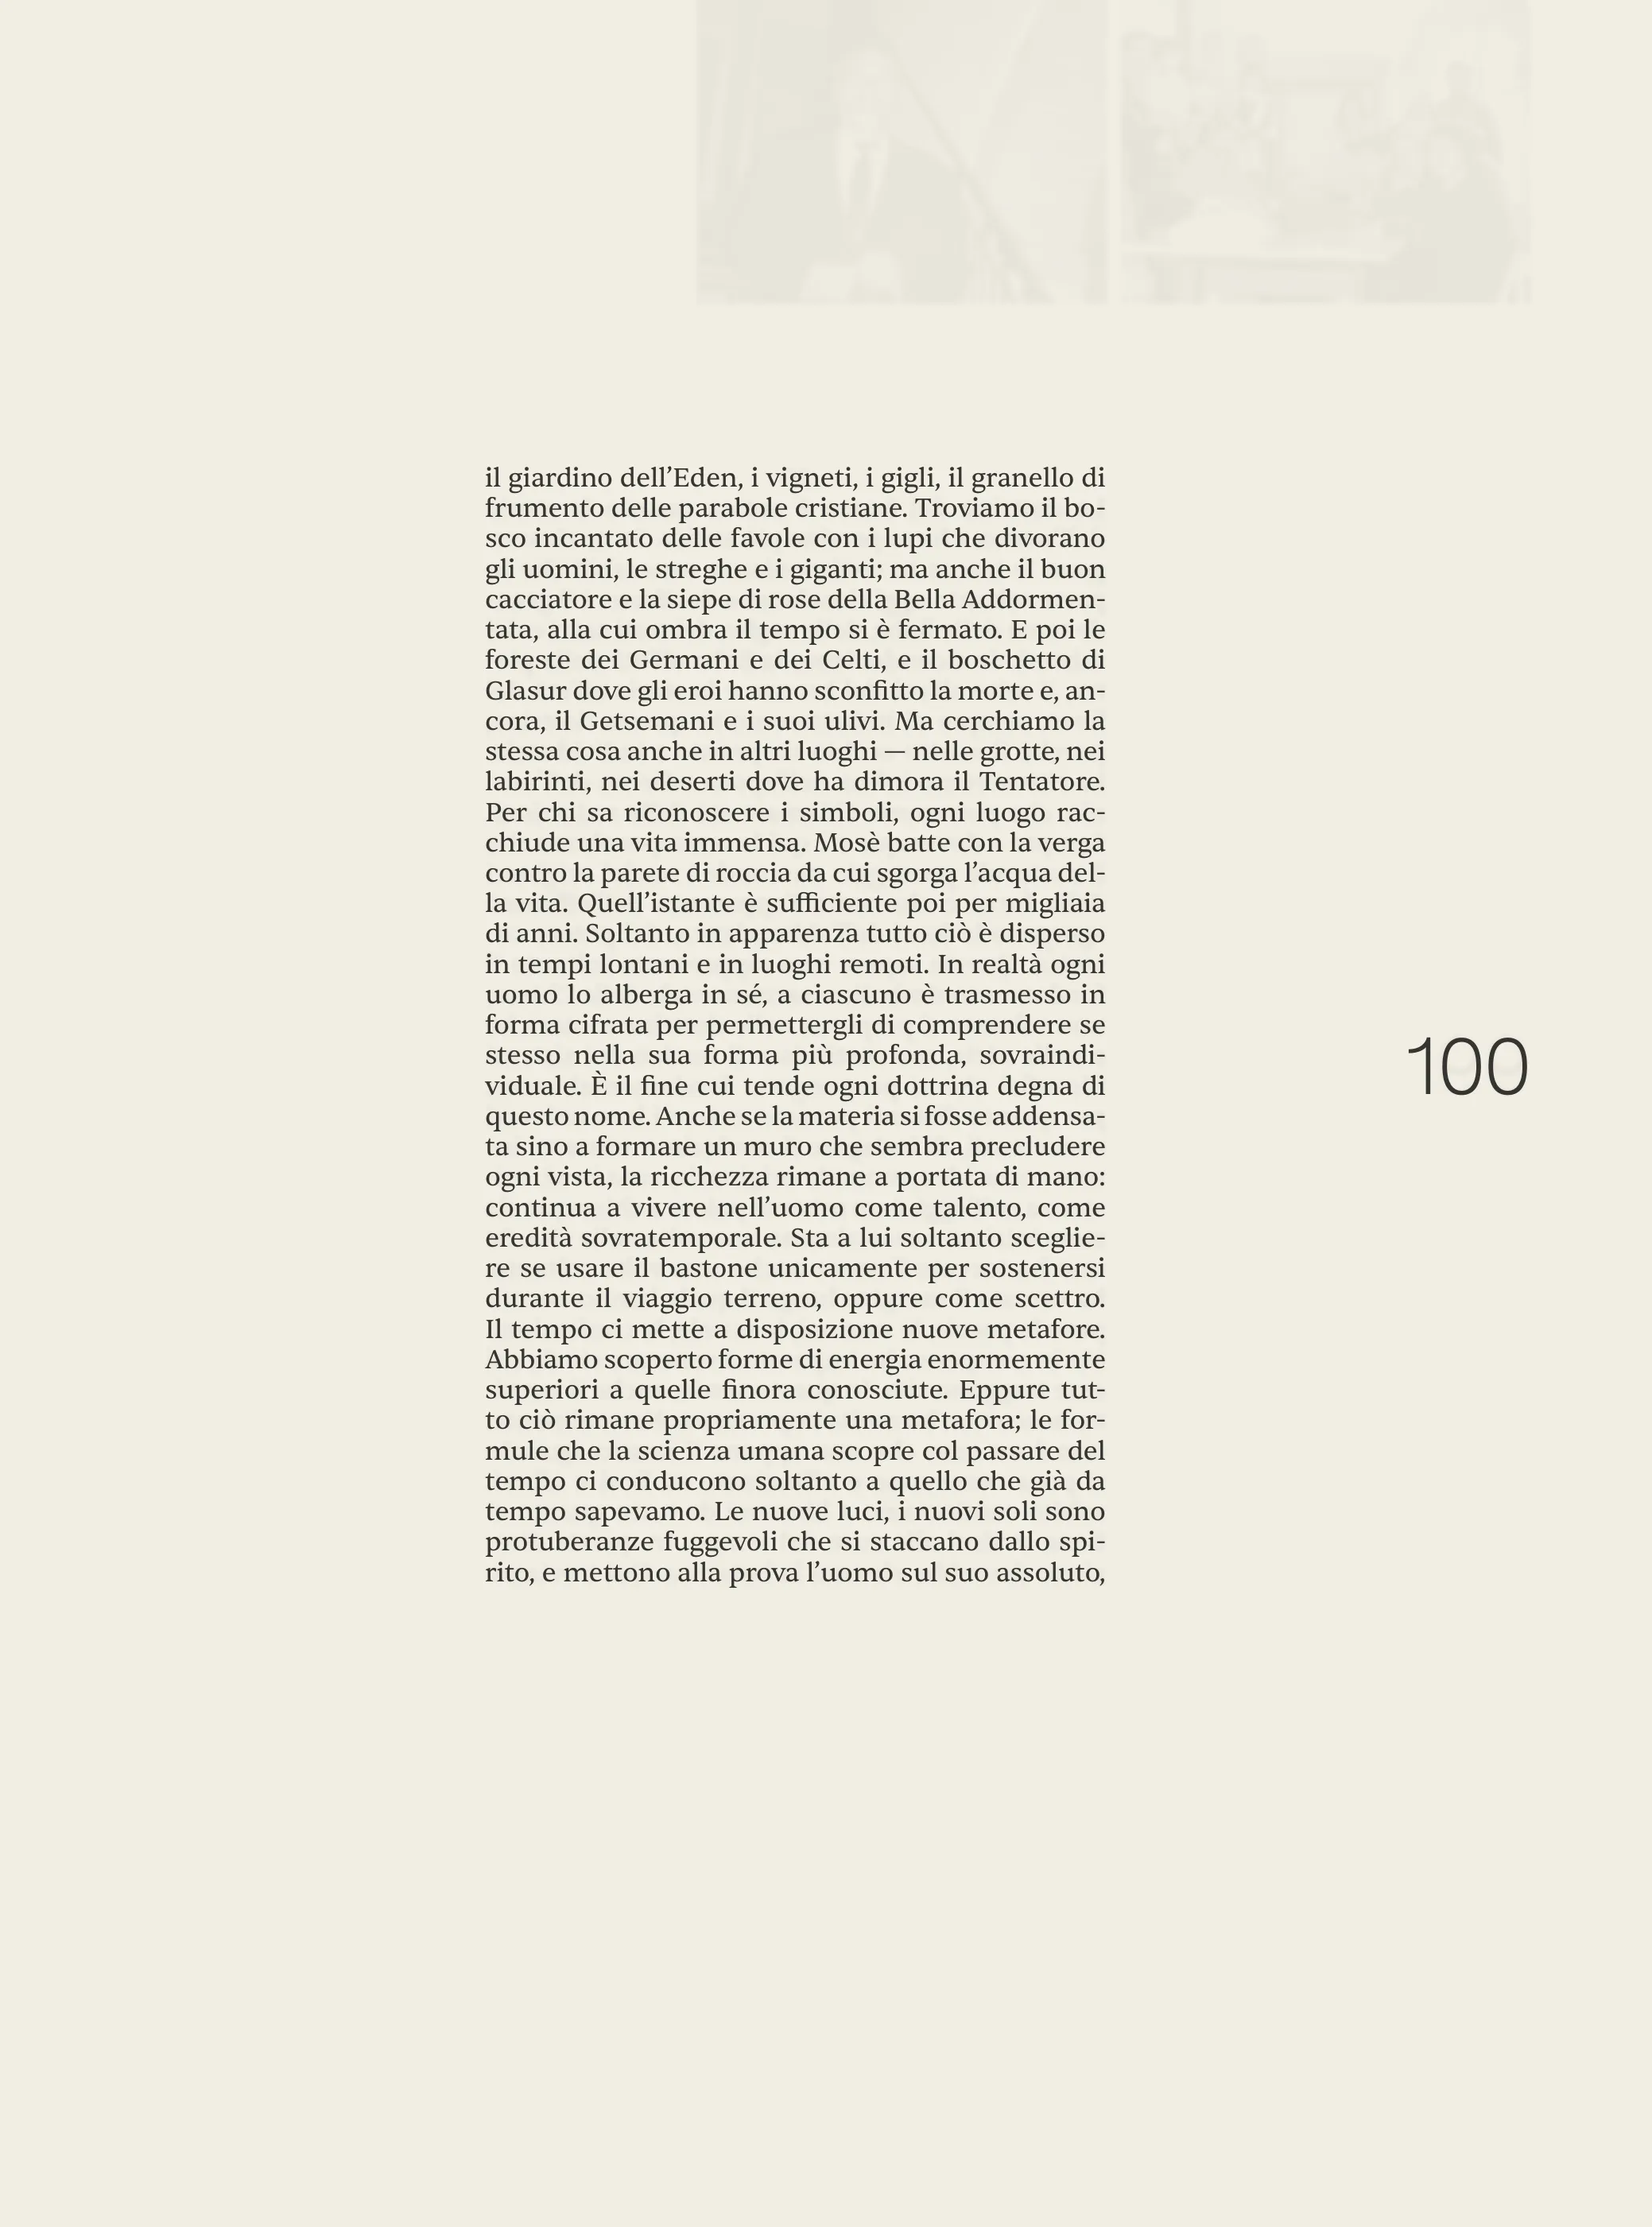 il giardino dell’Eden, i vigneti, i gigli, il granello di
frumento delle parabole cristiane. Troviamo il bo-
sco incantato delle favole con i lupi che divorano
gli uomini, le streghe e i giganti; ma anche il buon
cacciatore e la siepe di rose della Bella Addormen-
tata, alla cui ombra il tempo si è fermato. E poi le
foreste dei Germani e dei Celti, e il boschetto di
Glasur dove gli eroi hanno sconfitto la morte e, an-
cora, il Getsemani e i suoi ulivi. Ma cerchiamo la
stessa cosa anche in altri luoghi — nelle grotte, nei
labirinti, nei deserti dove ha dimora il Tentatore.
Per chi sa riconoscere i simboli, ogni luogo rac-
chiude una vita immensa. Mosè batte con la verga
contro la parete di roccia da cui sgorga l’acqua del-
la vita. Quell’istante è sufficiente poi per migliaia
di anni. Soltanto in apparenza tutto ciò è disperso
in tempi lontani e in luoghi remoti. In realtà ogni
uomo lo alberga in sé, a ciascuno è trasmesso in
forma cifrata per permettergli di comprendere se
stesso nella sua forma più profonda, sovraindi-
viduale. È il fine cui tende ogni dottrina degna di
questo nome. Anche se la materia si fosse addensa-
ta sino a formare un muro che sembra precludere
ogni vista, la ricchezza rimane a portata di mano:
continua a vivere nell’uomo come talento, come
eredità sovratemporale. Sta a lui soltanto sceglie-
re se usare il bastone unicamente per sostenersi
durante il viaggio terreno, oppure come scettro.
Il tempo ci mette a disposizione nuove metafore.
Abbiamo scoperto forme di energia enormemente
superiori a quelle finora conosciute. Eppure tut-
to ciò rimane propriamente una metafora; le for-
mule che la scienza umana scopre col passare del
tempo ci conducono soltanto a quello che già da
tempo sapevamo. Le nuove luci, i nuovi soli sono
protuberanze fuggevoli che si staccano dallo spi-
rito, e mettono alla prova l’uomo sul suo assoluto,
100